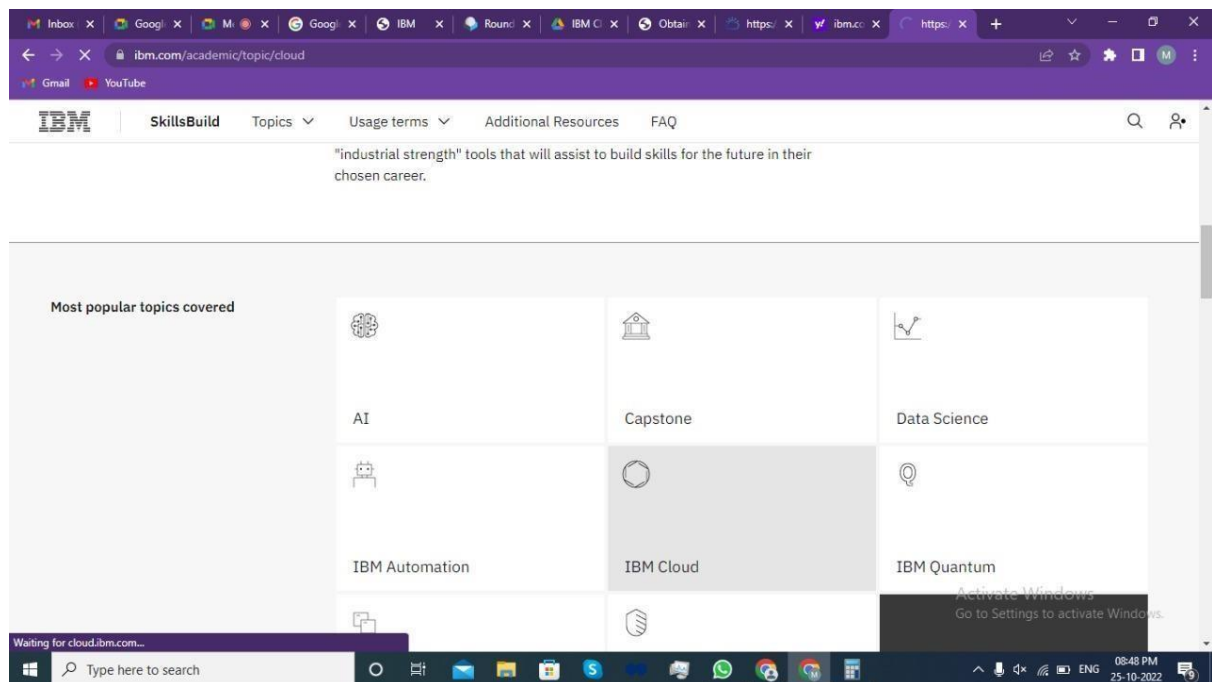 Inbox
Googl
M
Googl
IBM
Round
IBM Cl
Obtain
https:/
ibm.co
https:/
ibm.com/academic/topic/cloud
M
Gmail
YouTube
IBM
SkillsBuild
Topics
Usage terms
Additional Resources
FAQ
"industrial strength" tools that will assist to build skills for the future in their
chosen career.
Most popular topics covered
AI
Capstone
Data Science
IBM Automation
IBM Cloud
IBM Quantum
Activate Windows
Go to Settings to activate Windows.
Waiting for cloud.ibm.com...
Type here to search
ENG
08:48 PM
25-10-2022